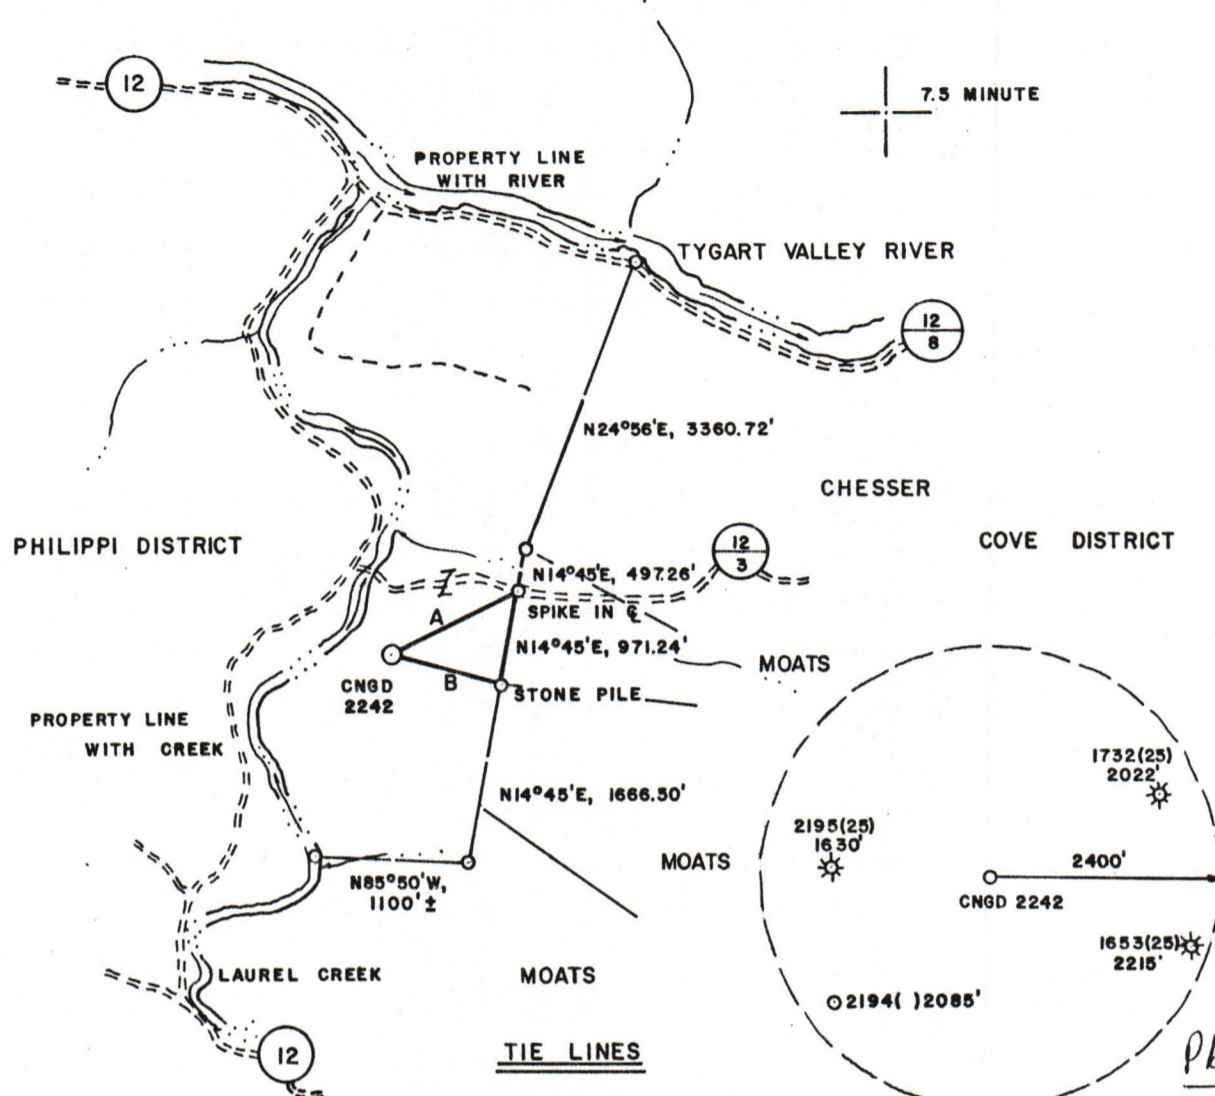 12
7.5 MINUTE
PROPERTY LINE
WITH RIVER
TYGART VALLEY RIVER
12
8
N24°56'E, 3360.72'
CHESSER
PHILIPPI DISTRICT
COVE DISTRICT
12
3
N14°45'E, 497.26'
SPIKE IN ℄
A
N14°45'E, 971.24'
MOATS
CNGD
2242
B
STONE PILE
PROPERTY LINE
WITH CREEK
N14°45'E, 1666.50'
1732(25)
2022'
2195(25)
1630'
MOATS
2400'
N85°50'W,
1100'±
CNGD 2242
1653(25)
2215'
LAUREL CREEK
MOATS
2194( )2085'
12
TIE LINES